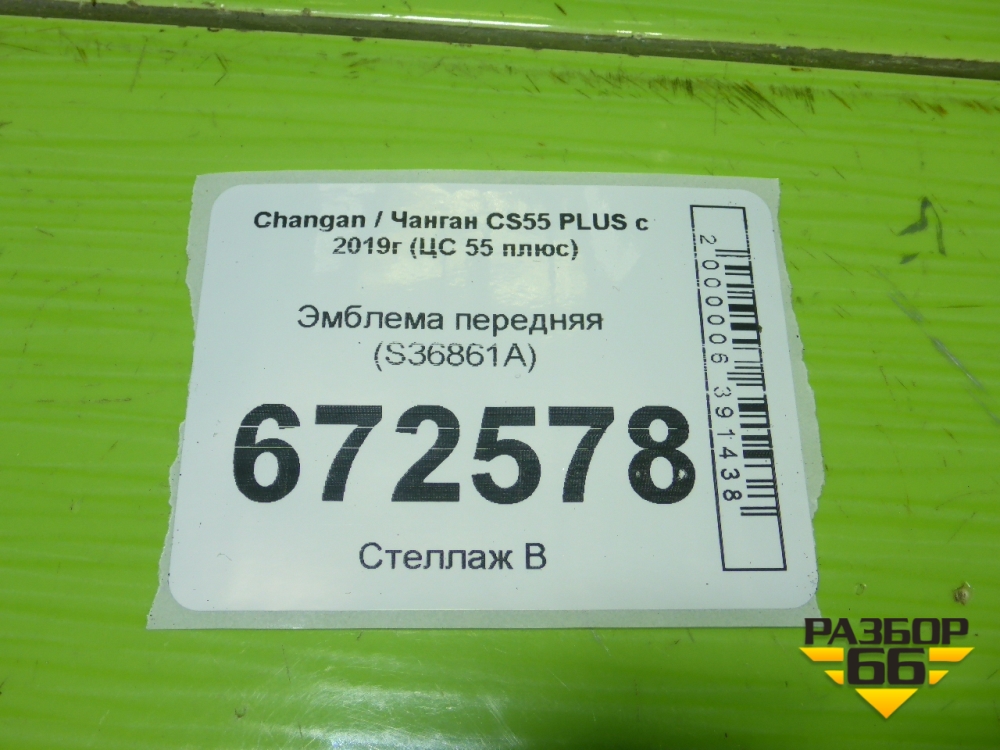 Changan / Чанган CS55 PLUS с
2019г (ЦС 55 плюс)
Эмблема передняя
(S36861A)
672578
Стеллаж В
2000006391438
РАЗБОР
66